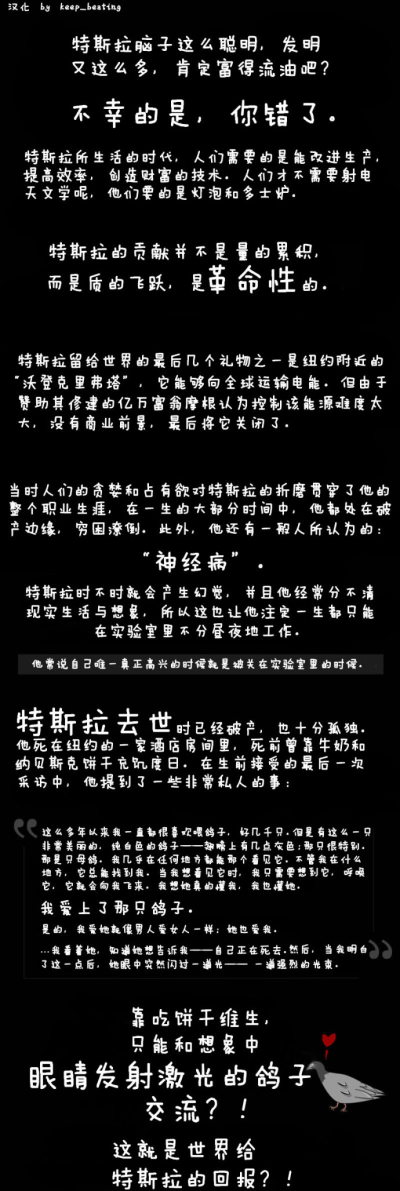 汉化 by keep_beating
特斯拉脑子这么聪明，发明
又这么多，肯定富得流油吧？
不幸的是，你错了。
特斯拉所生活的时代，人们需要的是能改进生产，
提高效率，创造财富的技术。人们才不需要射电
天文学呢，他们要的是灯泡和多士炉。
特斯拉的贡献并不是量的累积，
而是质的飞跃，是革命性的。
特斯拉留给世界的最后几个礼物之一是纽约附近的
“沃登克里弗塔”，它能够向全球运输电能。但由于
赞助其修建的亿万富翁摩根认为控制该能源难度太
大，没有商业前景，最后将它关闭了。
当时人们的贪婪和占有欲对特斯拉的折磨贯穿了他的
整个职业生涯，在一生的大部分时间中，他都处在破
产边缘，穷困潦倒。此外，他还有一般人所认为的：
“神经病”。
特斯拉时不时就会产生幻觉，并且他经常分不清
现实生活与想象，所以这也让他注定一生都只能
在实验室里不分昼夜地工作。
他常说自己唯一真正高兴的时候就是被关在实验室里的时候。
特斯拉去世时已经破产，也十分孤独。
他死在纽约的一家酒店房间里，死前曾靠牛奶和
纳贝斯克饼干充饥度日。在生前接受的最后一次
采访中，他提到了一些非常私人的事：
“这么多年以来我一直都很喜欢喂鸽子，好几千只。但是有这么一只
非常美丽的，纯白色的鸽子——翅膀上有几点灰色；那只很特别。
那是只母鸽。我几乎在任何地方都能那个看见它。不管我在什么
地方，它总能找到我。当我想看见它时，我只需要想到它，呼唤
它，它就会向我飞来。我想她真的懂我，我也懂她。
我爱上了那只鸽子。
是的，我爱她就像男人爱女人一样；她也爱我。
…我看着她，知道她想告诉我——自己正在死去。然后，当我明白
了这一点后，她眼中突然闪过一道光—— 一道强烈的光束。”
靠吃饼干维生，
只能和想象中
眼睛发射激光的鸽子
交流？！
这就是世界给
特斯拉的回报？！